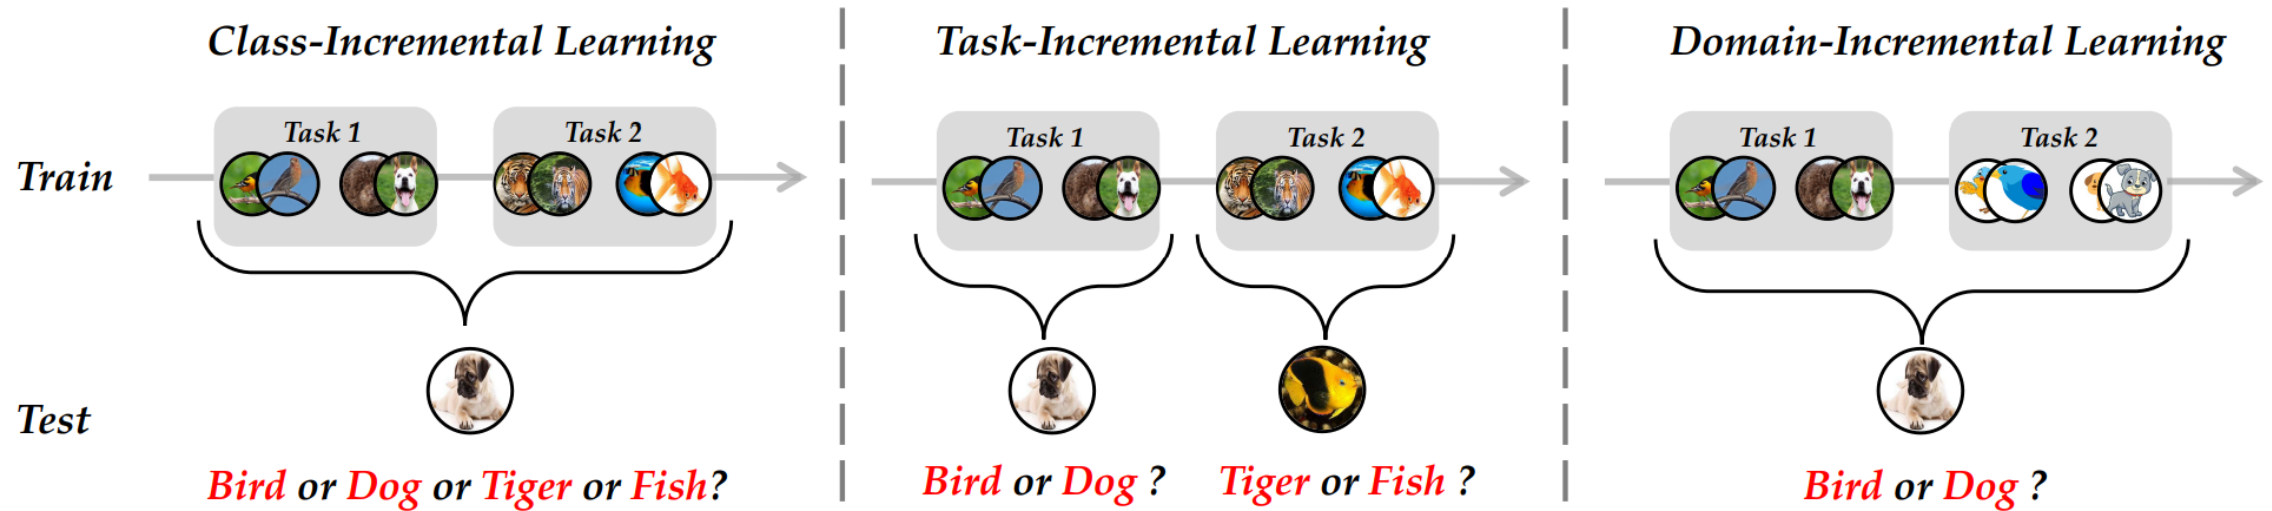 Class-Incremental Learning
Task-Incremental Learning
Domain-Incremental Learning
Train
Task 1
Task 2
Task 1
Task 2
Task 1
Task 2
Test
Bird or Dog or Tiger or Fish?
Bird or Dog ?
Tiger or Fish ?
Bird or Dog ?